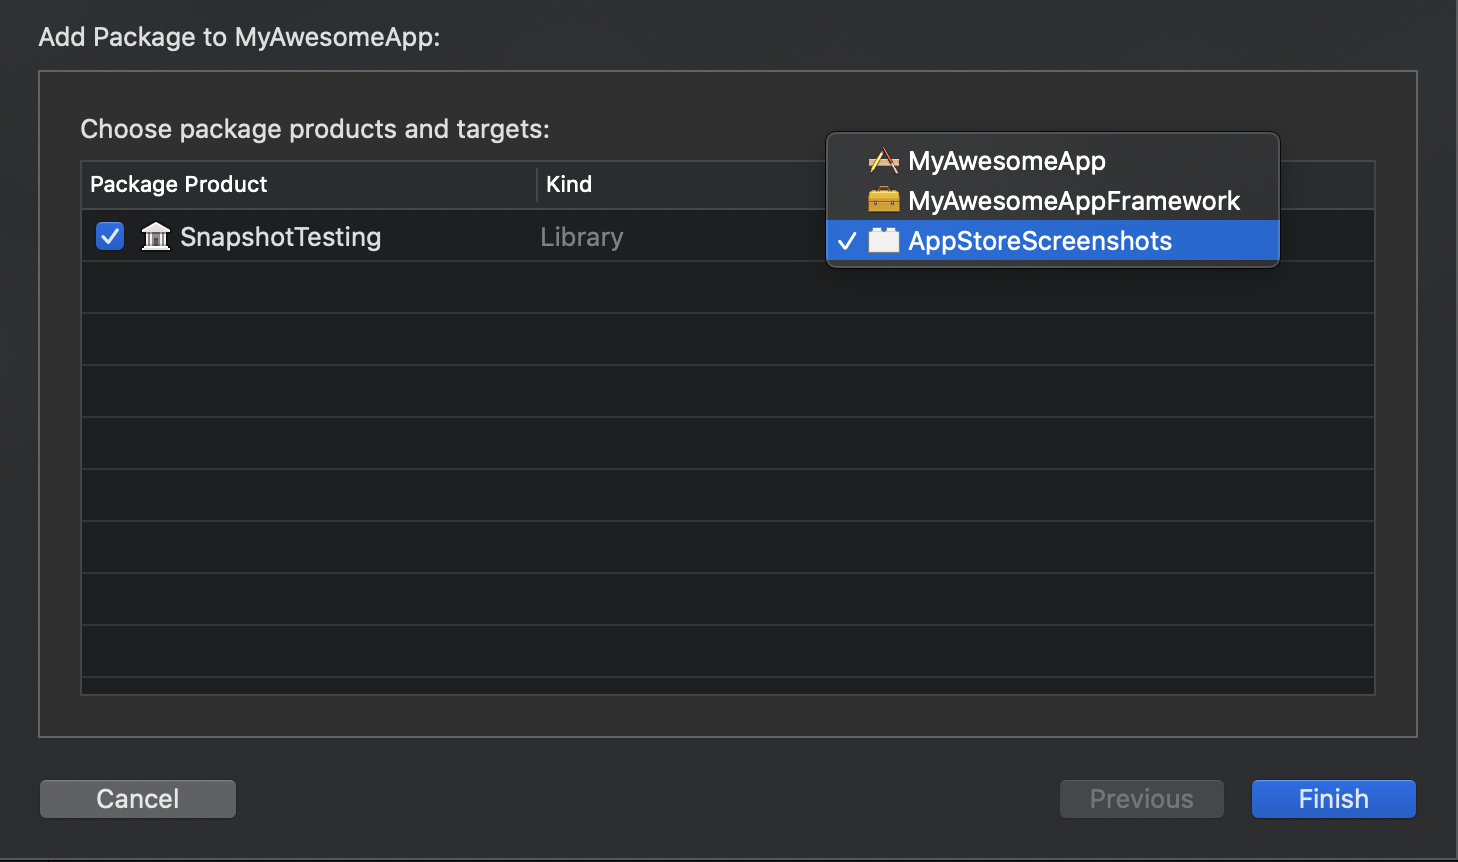 Add Package to MyAwesomeApp:
Choose package products and targets:
Package Product
Kind
MyAwesomeApp
MyAwesomeAppFramework
AppStoreScreenshots
SnapshotTesting
Library
Cancel
Previous
Finish